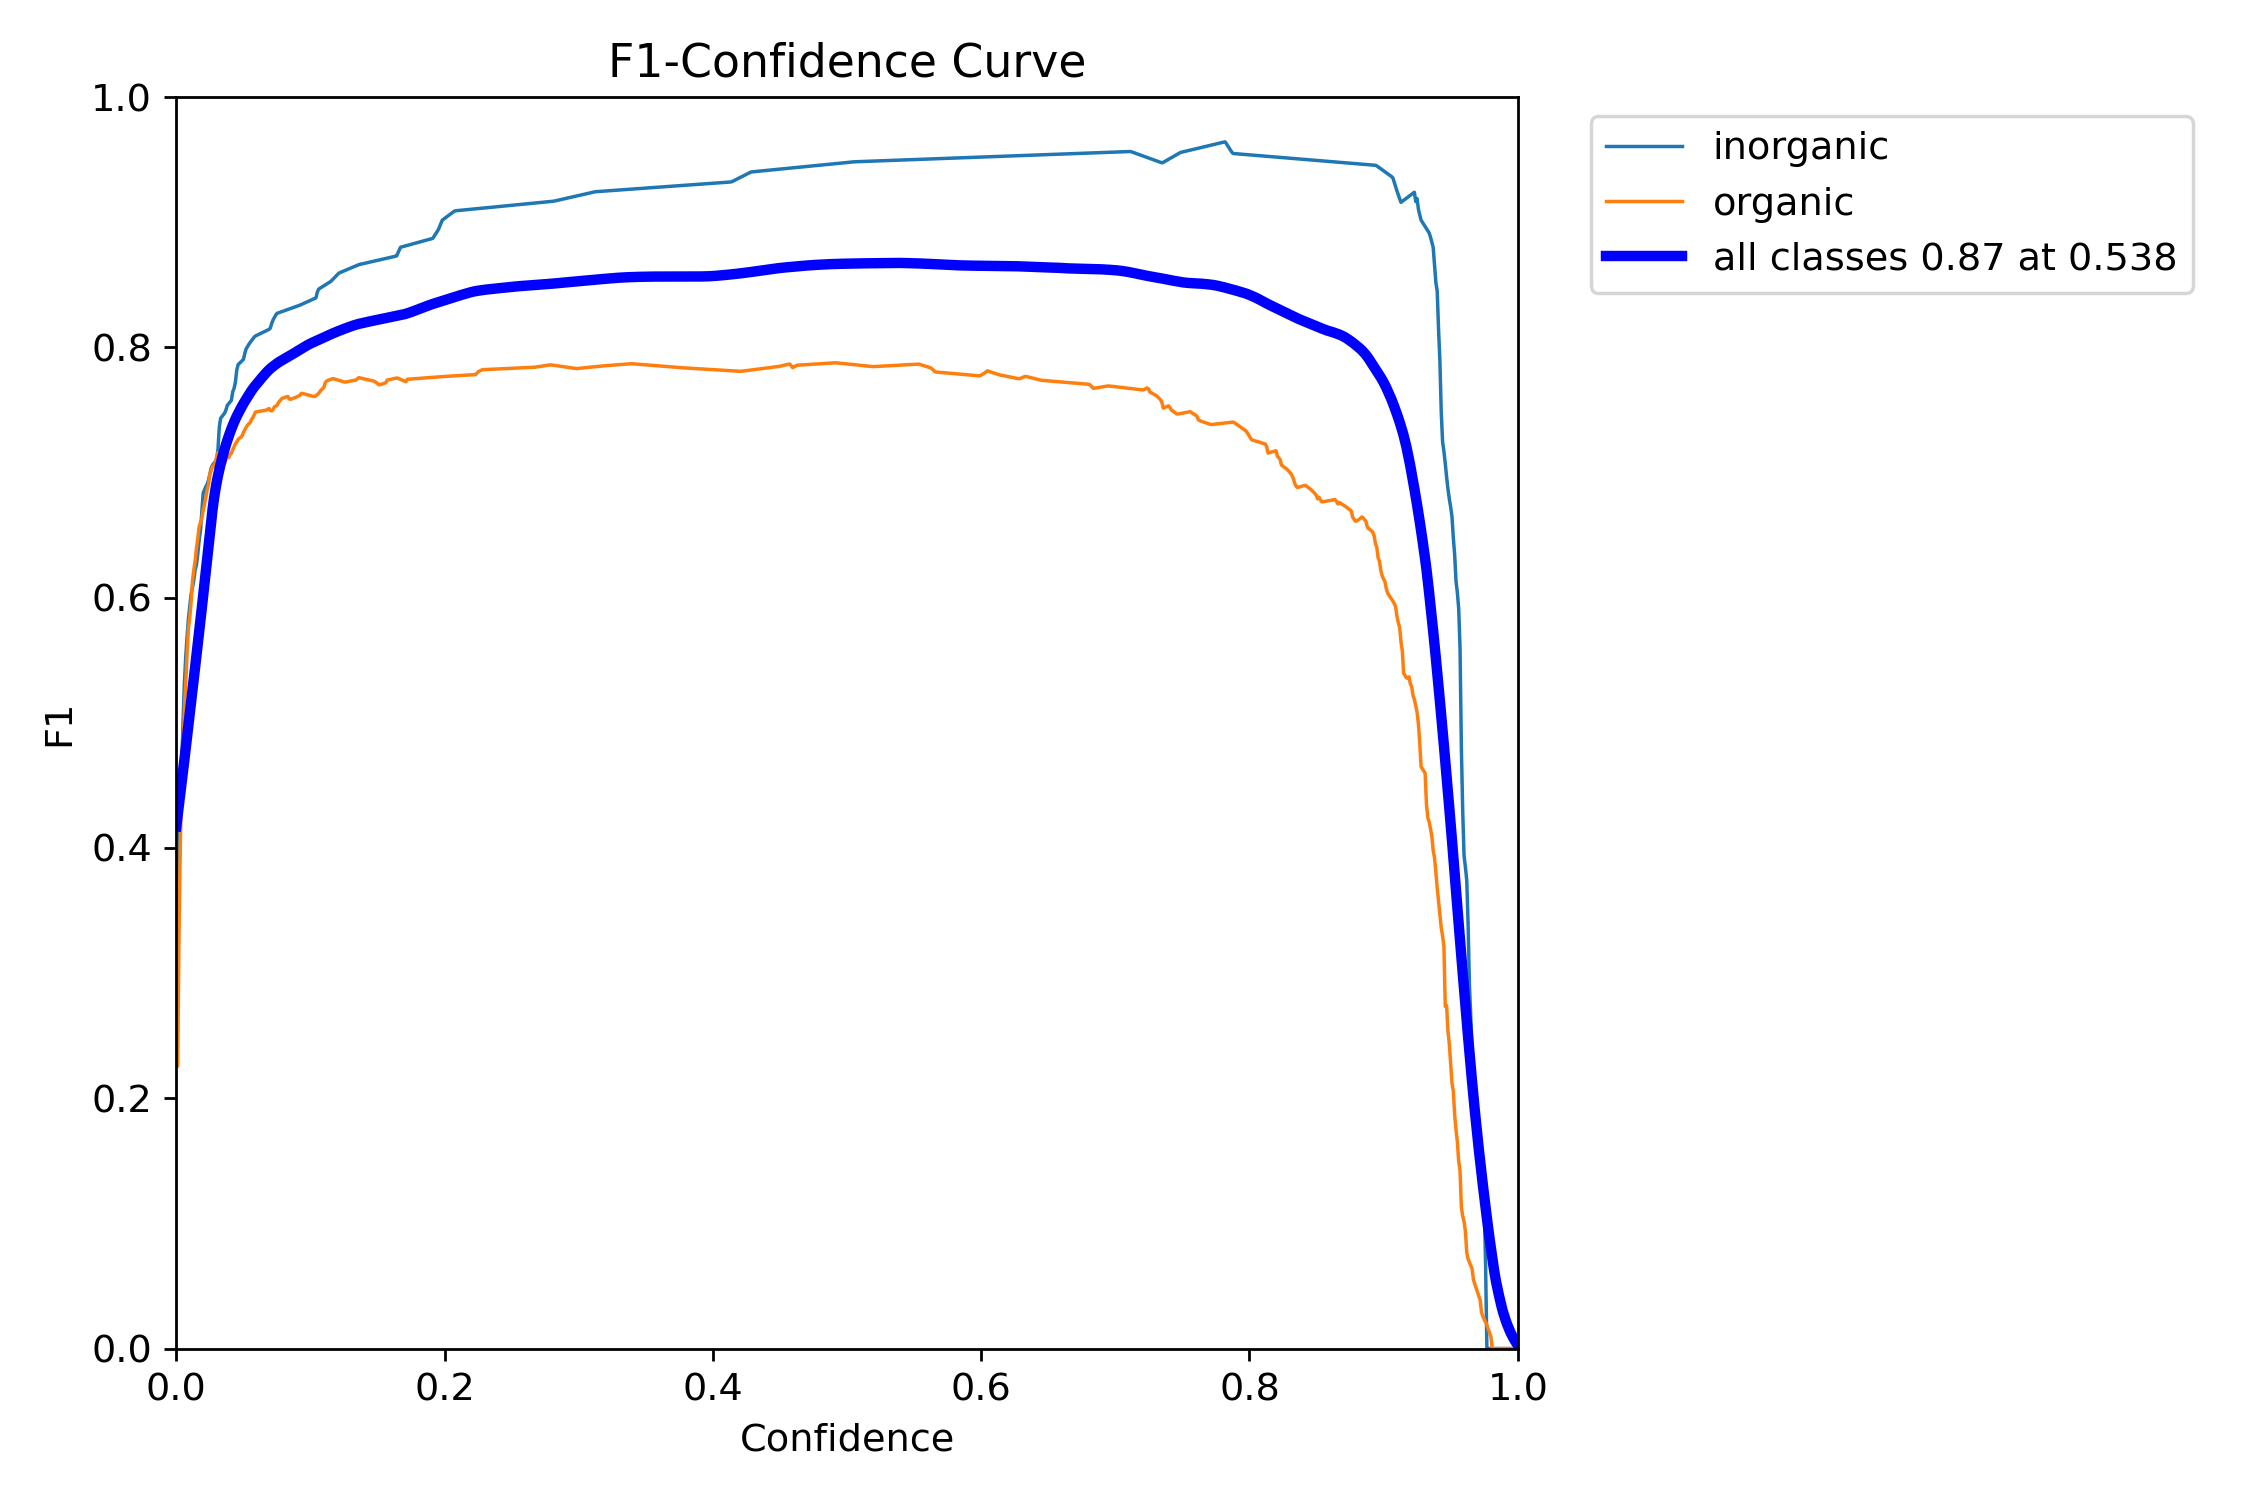 F1-Confidence Curve
1.0
0.8
0.6
0.4
0.2
0.0
F1
0.0 0.2 0.4 0.6 0.8 1.0
Confidence
inorganic
organic
all classes 0.87 at 0.538